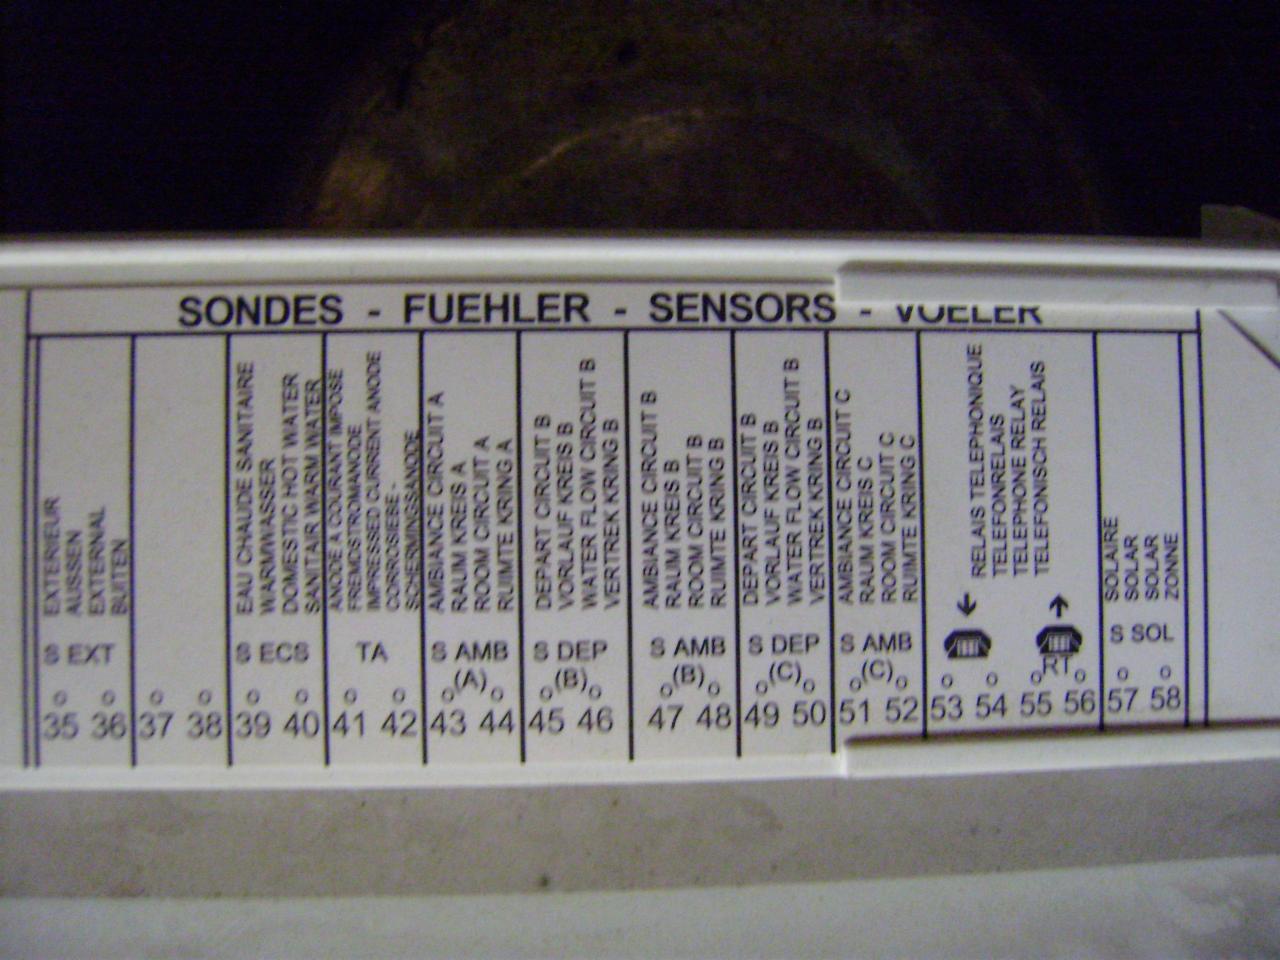 SONDES - FUEHLER - SENSORS - VOELER
EXTERIEUR
AUSSEN
EXTERNAL
BUITEN
S EXT
35 36
37 38
EAU CHAUDE SANITAIRE
WARMWASSER
DOMESTIC HOT WATER
SANITAIR WARM WATER
S ECS
39 40
ANODE A COURANT IMPOSE
FREMDSTROMANODE
IMPRESSED CURRENT ANODE
CORROSIEBE-
SCHERMINGSANODE
TA
41 42
AMBIANCE CIRCUIT A
RAUM KREIS A
ROOM CIRCUIT A
RUIMTE KRING A
S AMB
(A)
43 44
DEPART CIRCUIT B
VORLAUF KREIS B
WATER FLOW CIRCUIT B
VERTREK KRING B
S DEP
(B)
45 46
AMBIANCE CIRCUIT B
RAUM KREIS B
ROOM CIRCUIT B
RUIMTE KRING B
S AMB
(B)
47 48
DEPART CIRCUIT B
VORLAUF KREIS B
WATER FLOW CIRCUIT B
VERTREK KRING B
S DEP
(C)
49 50
AMBIANCE CIRCUIT C
RAUM KREIS C
ROOM CIRCUIT C
RUIMTE KRING C
S AMB
(C)
51 52
RELAIS TELEPHONIQUE
TELEFONRELAIS
TELEPHONE RELAY
TELEFONISCH RELAIS
RT
53 54 55 56
SOLAIRE
SOLAR
SOLAR
ZONNE
S SOL
57 58